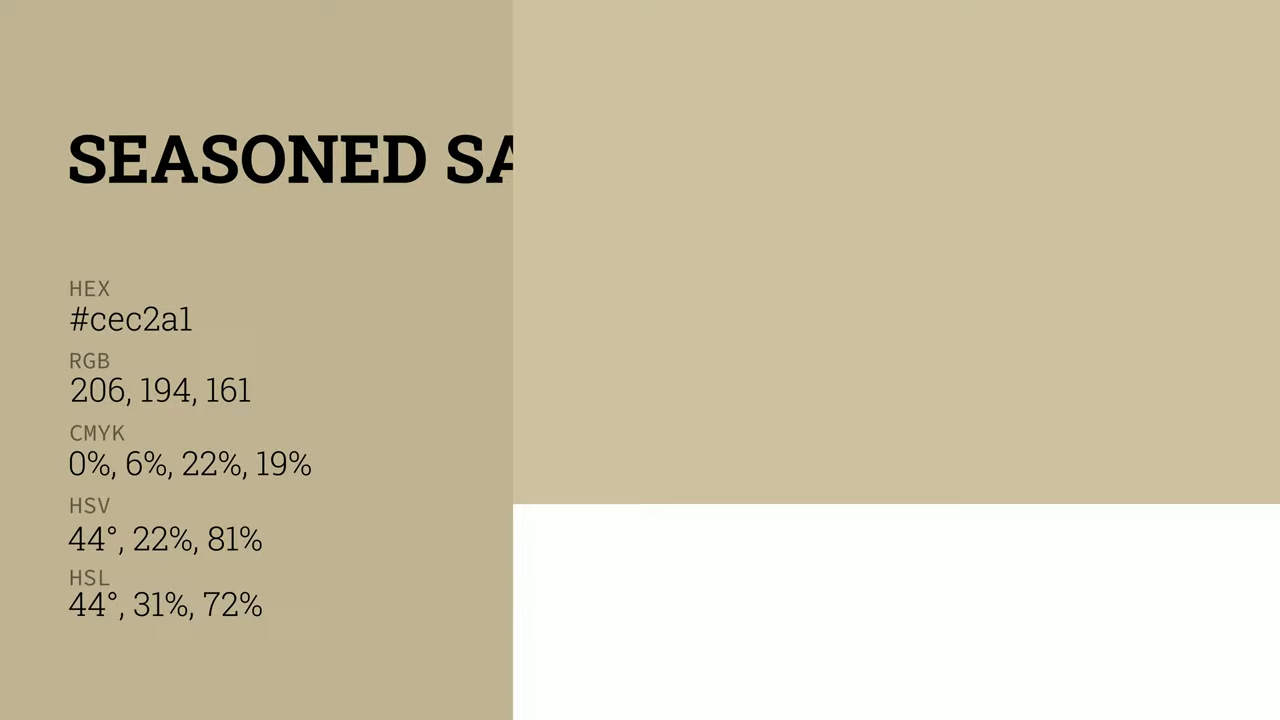 SEASONED SA
HEX
#cec2a1
RGB
206, 194, 161
CMYK
0%, 6%, 22%, 19%
HSV
44°, 22%, 81%
HSL
44°, 31%, 72%